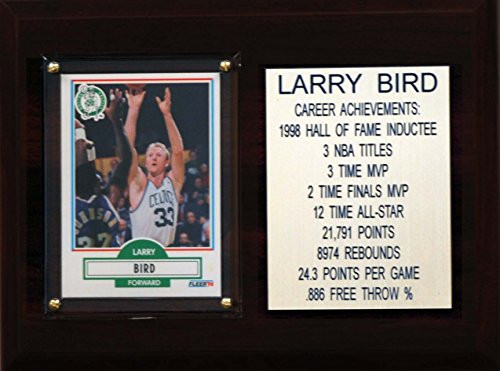 CELTICS
33
JOHNSON
LARRY
BIRD
FORWARD
FLEER '90
LARRY BIRD
CAREER ACHIEVEMENTS:
1998 HALL OF FAME INDUCTEE
3 NBA TITLES
3 TIME MVP
2 TIME FINALS MVP
12 TIME ALL-STAR
21,791 POINTS
8974 REBOUNDS
24.3 POINTS PER GAME
.886 FREE THROW %